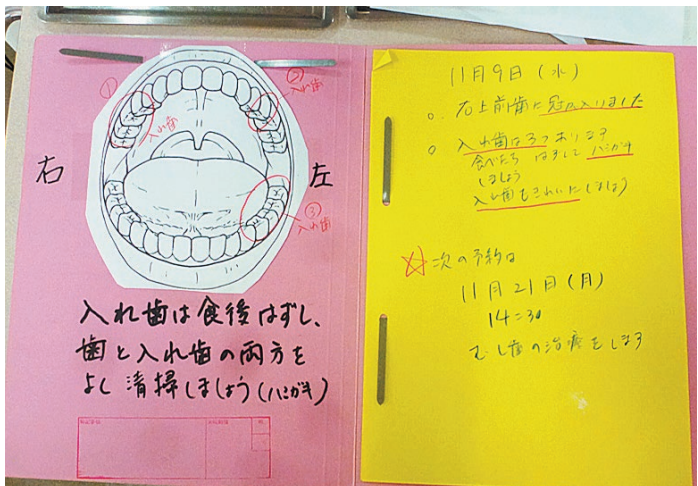 ①
入れ歯
②
入れ歯
③
入れ歯
右
左
入れ歯は食後はずし、
歯と入れ歯の両方を
よし清掃しましょう(ハミガキ)
11月9日(水)
○. 右上前歯に冠が入りました
○ 入れ歯は3つあります
食べたら はずして ハミガキ
しましょう
入れ歯もきれいにしましょう
☆次の予約は
11月21日(月)
14:30
むし歯の治療をします